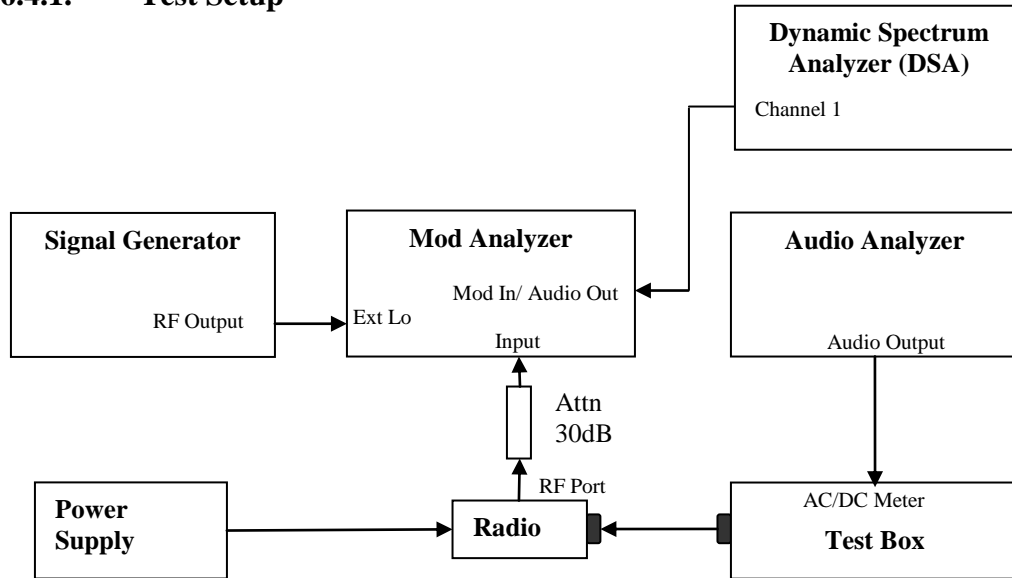 6.4.1. Test Setup
Dynamic Spectrum
Analyzer (DSA)
Channel 1
Signal Generator
RF Output
Mod Analyzer
Mod In/ Audio Out
Ext Lo
Input
Audio Analyzer
Audio Output
Attn
30dB
RF Port
Power
Supply
Radio
AC/DC Meter
Test Box